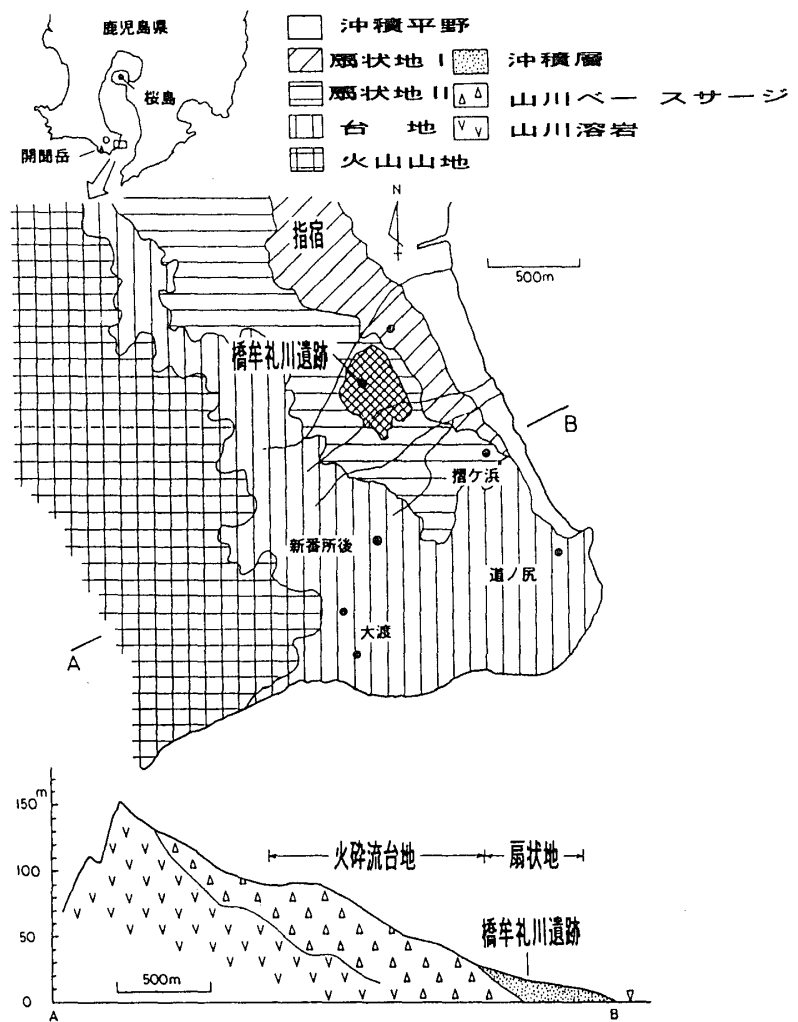 鹿児島県
桜島
開聞岳
沖積平野
扇状地 I
沖積層
扇状地 II
山川ベースサージ
台 地
山川溶岩
火山山地
N
500m
指宿
橋牟礼川遺跡
B
摺ケ浜
新番所後
道ノ尻
大渡
A
m
150
100
50
0
火砕流台地
扇状地
橋牟礼川遺跡
500m
A
B